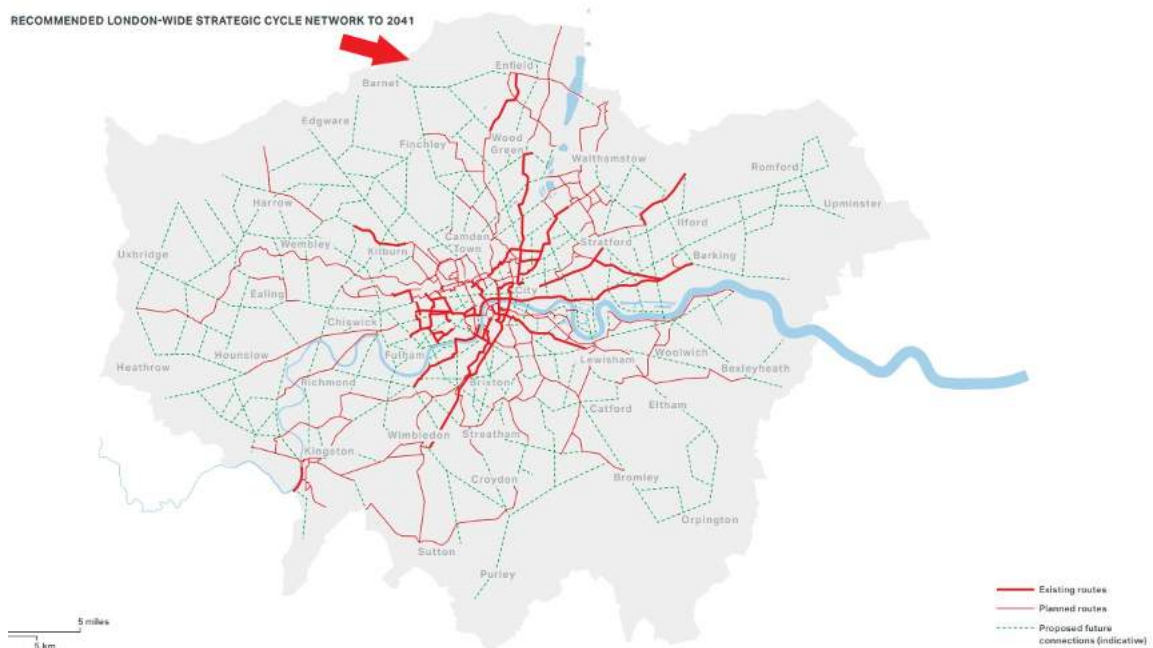 RECOMMENDED LONDON-WIDE STRATEGIC CYCLE NETWORK TO 2041
Enfield
Barnet
Edgware
Wood
Green
Finchley
Walthamstow
Romford
Harrow
Ilford
Upminster
Camden
Town
Stratford
Wembley
Kilburn
Uxbridge
Barking
City
Ealing
Chiswick
Hounslow
Fulham
Lewisham
Woolwich
Heathrow
Bexleyheath
Richmond
Brixton
Catford
Eltham
Wimbledon
Streatham
Kingston
Croydon
Bromley
Orpington
Sutton
Purley
Existing routes
Planned routes
Proposed future
connections (indicative)
5 miles
5 km